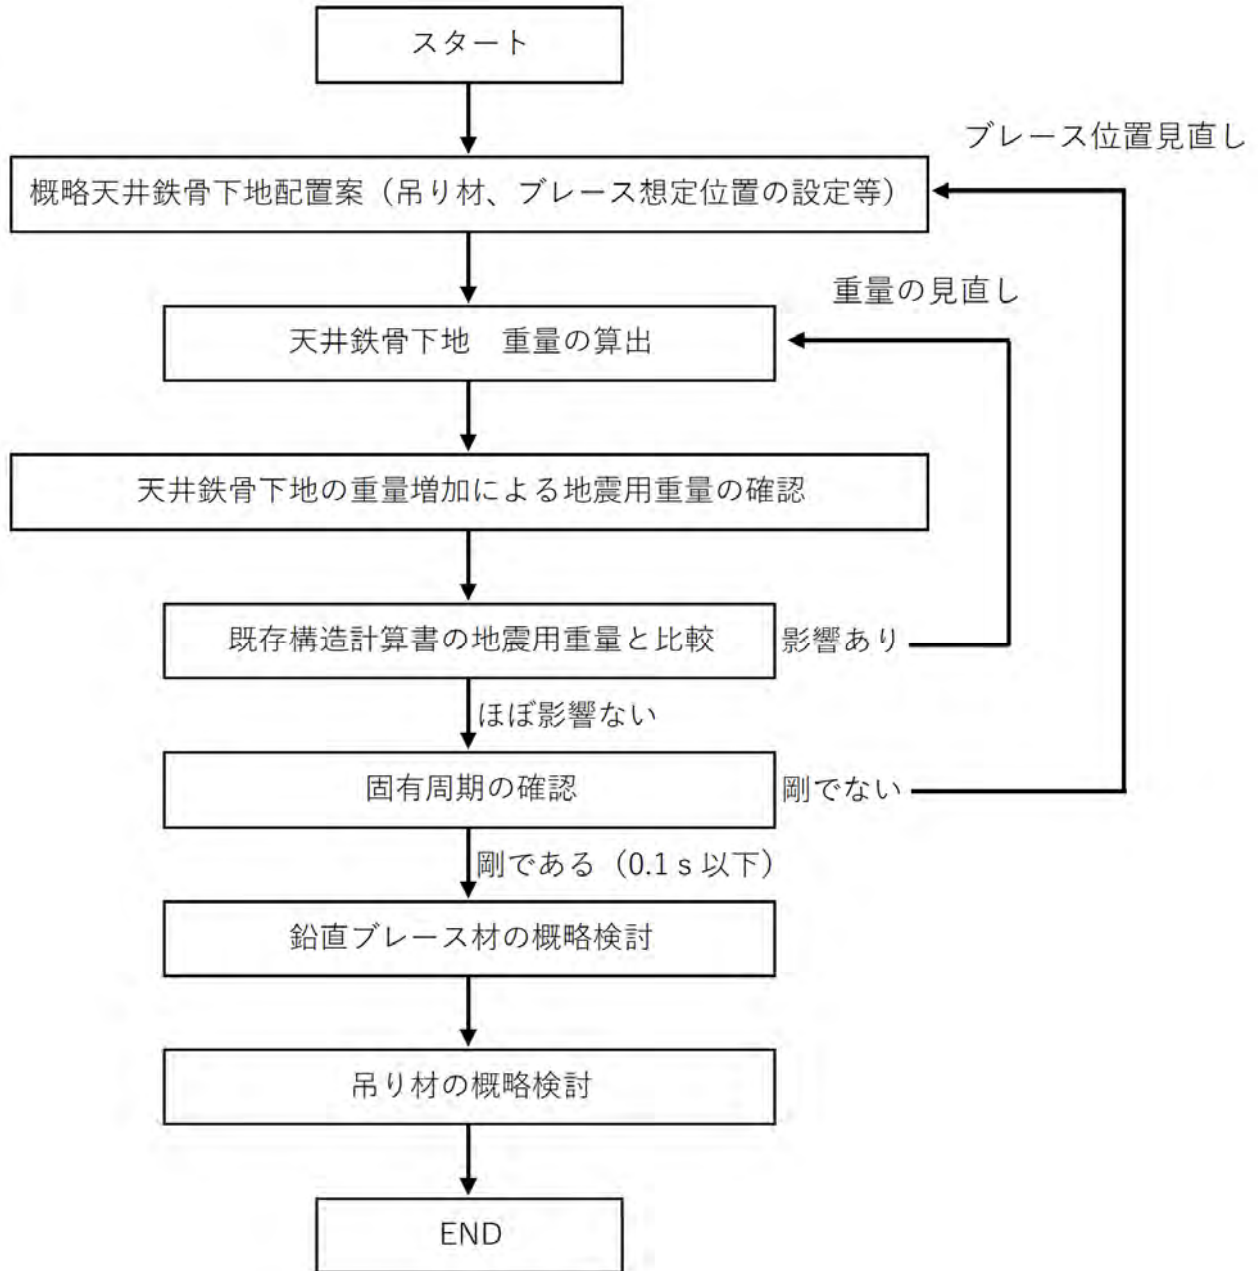 スタート
ブレース位置見直し
概略天井鉄骨下地配置案（吊り材、ブレース想定位置の設定等）
重量の見直し
天井鉄骨下地　重量の算出
天井鉄骨下地の重量増加による地震用重量の確認
既存構造計算書の地震用重量と比較
影響あり
ほぼ影響ない
固有周期の確認
剛でない
剛である（0.1ｓ以下）
鉛直ブレース材の概略検討
吊り材の概略検討
END